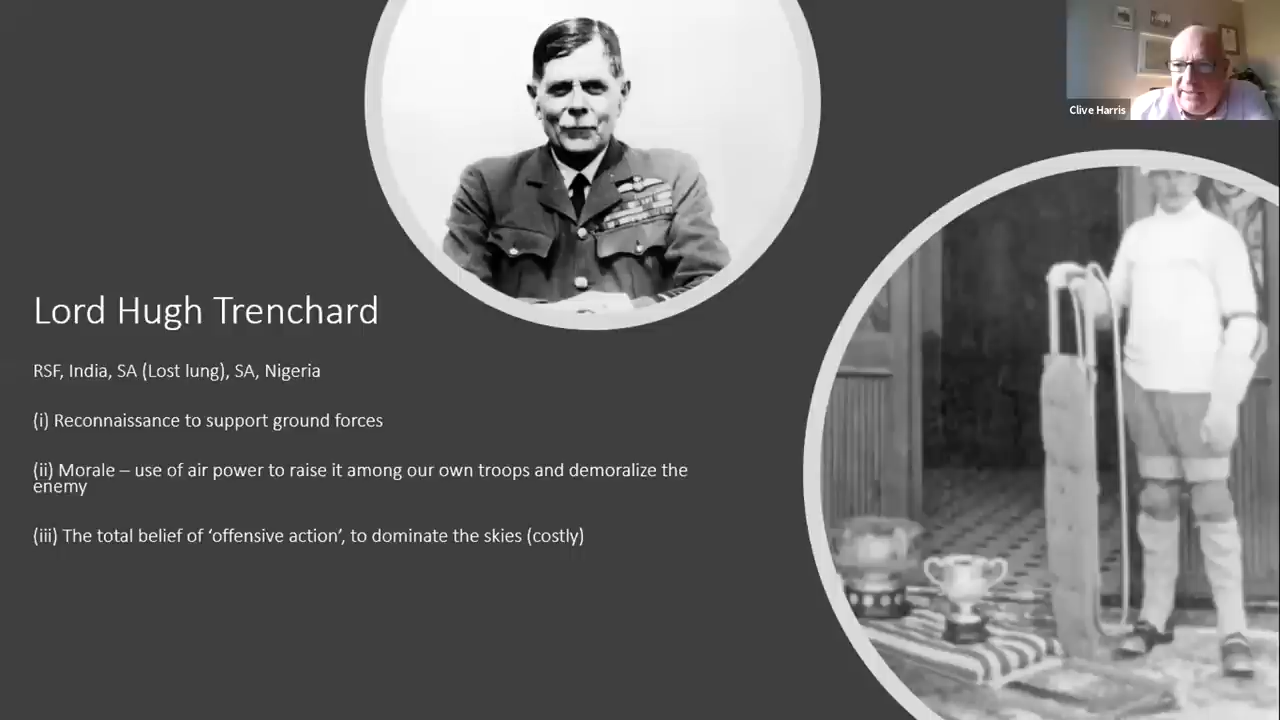 Clive Harris
Lord Hugh Trenchard
RSF, India, SA (Lost lung), SA, Nigeria
(i) Reconnaissance to support ground forces
(ii) Morale – use of air power to raise it among our own troops and demoralize the
enemy
(iii) The total belief of ‘offensive action’, to dominate the skies (costly)